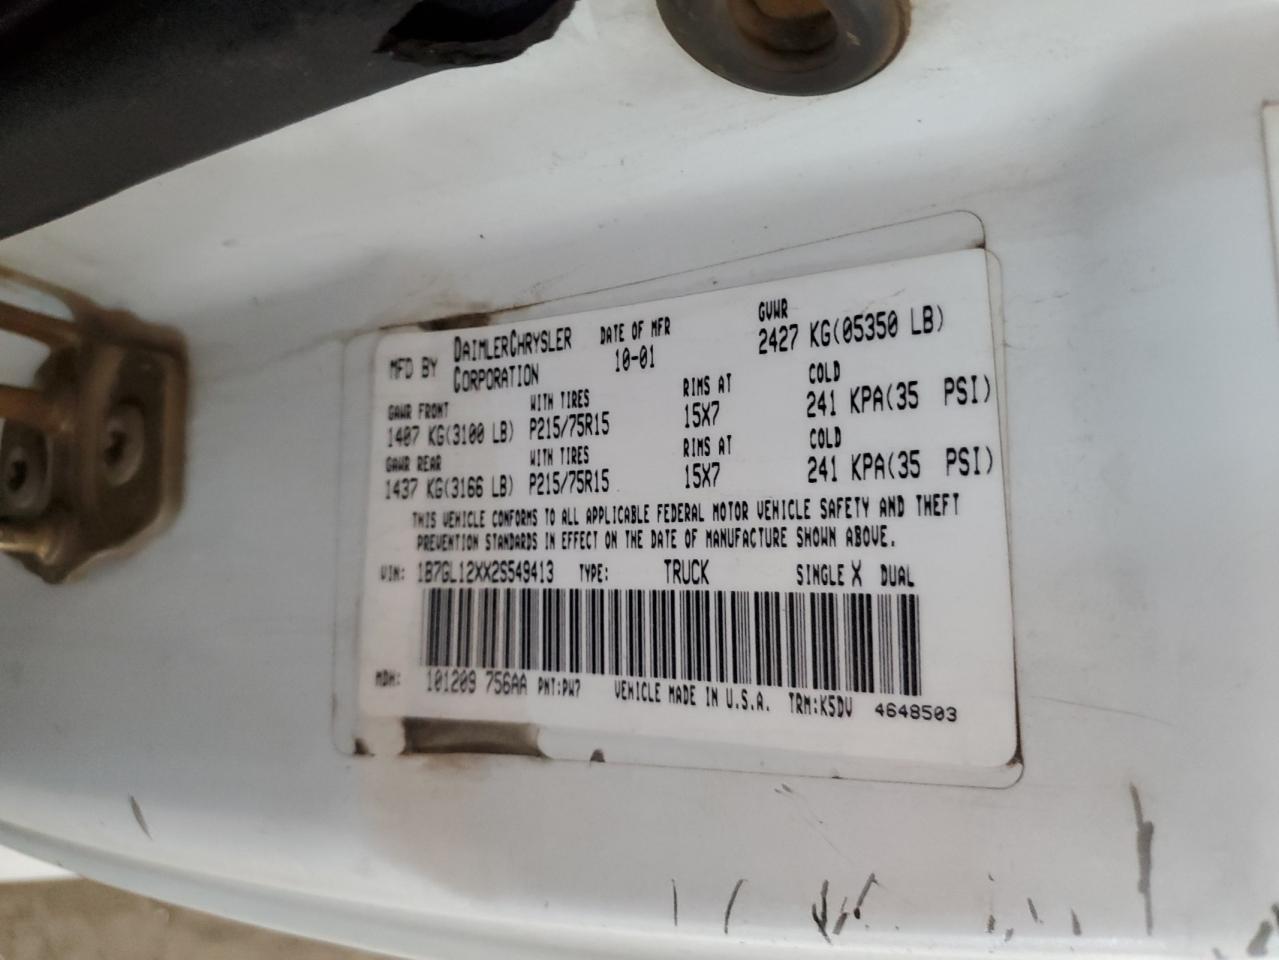 MFD BY DAIMLERCHRYSLER CORPORATION DATE OF MFR 10-01 GVWR 2427 KG(05350 LB)
GAWR FRONT WITH TIRES RIMS AT COLD
1407 KG(3100 LB) P215/75R15 15X7 241 KPA(35 PSI)
GAWR REAR WITH TIRES RIMS AT COLD
1437 KG(3166 LB) P215/75R15 15X7 241 KPA(35 PSI)
THIS VEHICLE CONFORMS TO ALL APPLICABLE FEDERAL MOTOR VEHICLE SAFETY AND THEFT
PREVENTION STANDARDS IN EFFECT ON THE DATE OF MANUFACTURE SHOWN ABOVE.
VIN: 1B7GL12XX2S549413 TYPE: TRUCK SINGLE X DUAL
MDH: 101209 756AA PNT:PW7 VEHICLE MADE IN U.S.A. TRM:K5DV 4648503